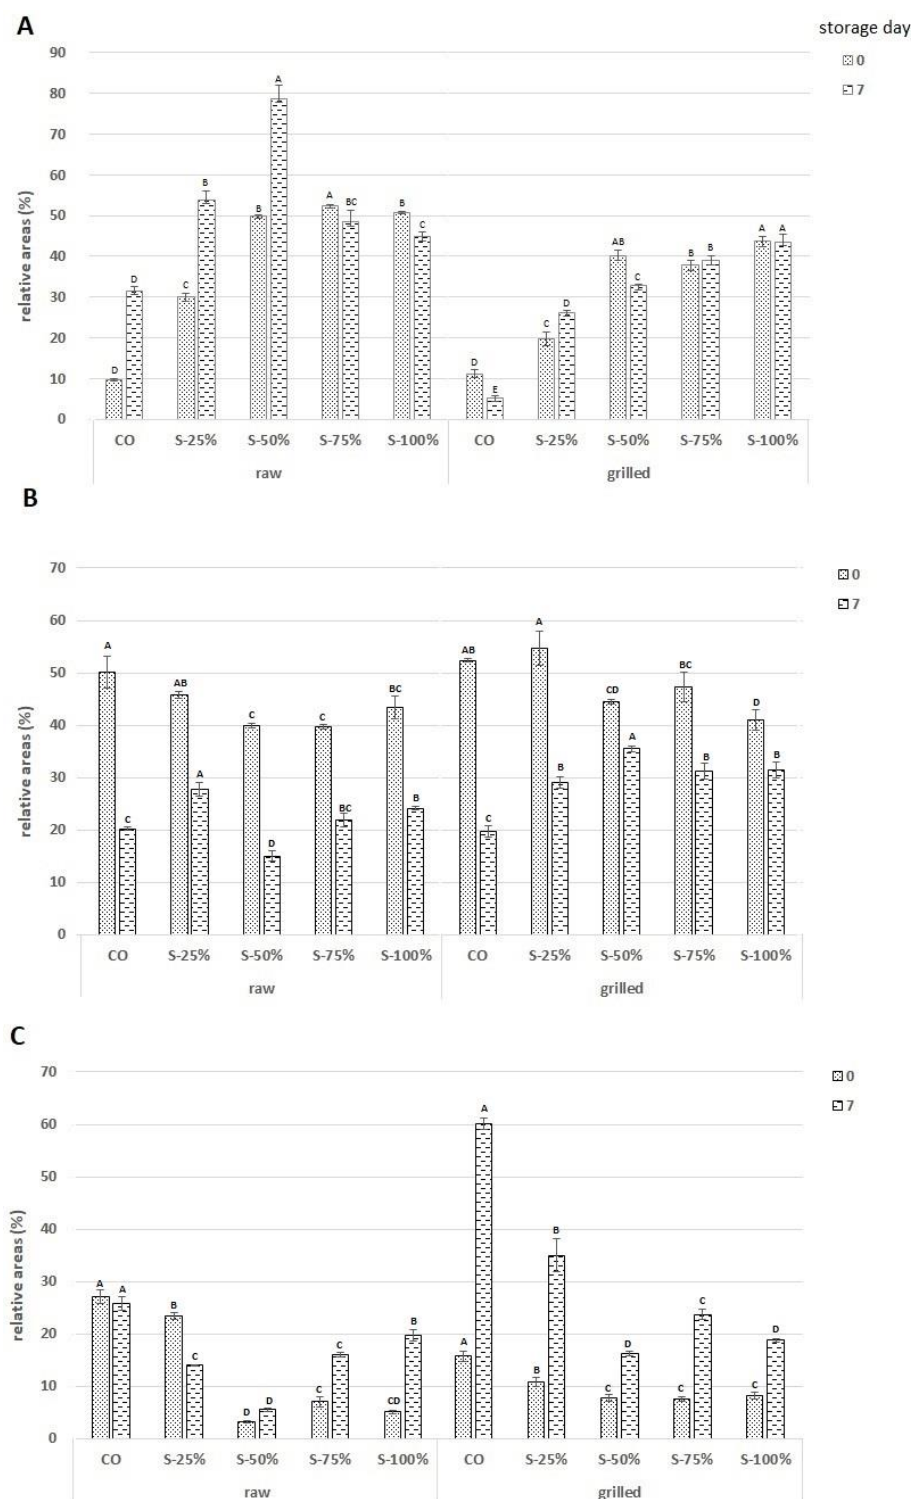 A
storage day
0
7
relative areas (%)
90
80
70
60
50
40
30
20
10
0
D D C B B A A BC B C D E C D AB C B B A A
CO S-25% S-50% S-75% S-100% CO S-25% S-50% S-75% S-100%
raw grilled
B
0
7
relative areas (%)
70
60
50
40
30
20
10
0
A C AB A C D C BC BC B AB C A B CD A BC B D B
CO S-25% S-50% S-75% S-100% CO S-25% S-50% S-75% S-100%
raw grilled
C
0
7
relative areas (%)
70
60
50
40
30
20
10
0
A A B C D D C C CD B A A B B C D C C C D
CO S-25% S-50% S-75% S-100% CO S-25% S-50% S-75% S-100%
raw grilled